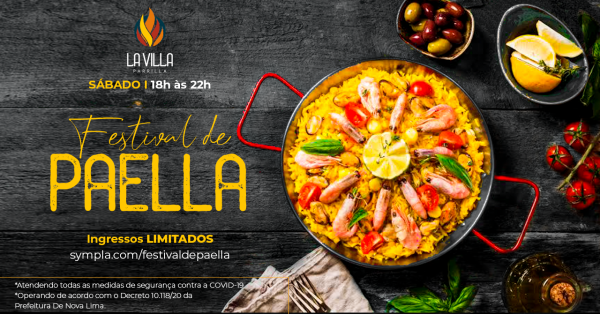 LA VILLA
PARRILLA
SÁBADO | 18h às 22h
Festival de
PAELLA
Ingressos LIMITADOS
sympla.com/festivaldepaella
*Atendendo todas as medidas de segurança contra a COVID-19.
*Operando de acordo com o Decreto 10.118/20 da
Prefeitura De Nova Lima.